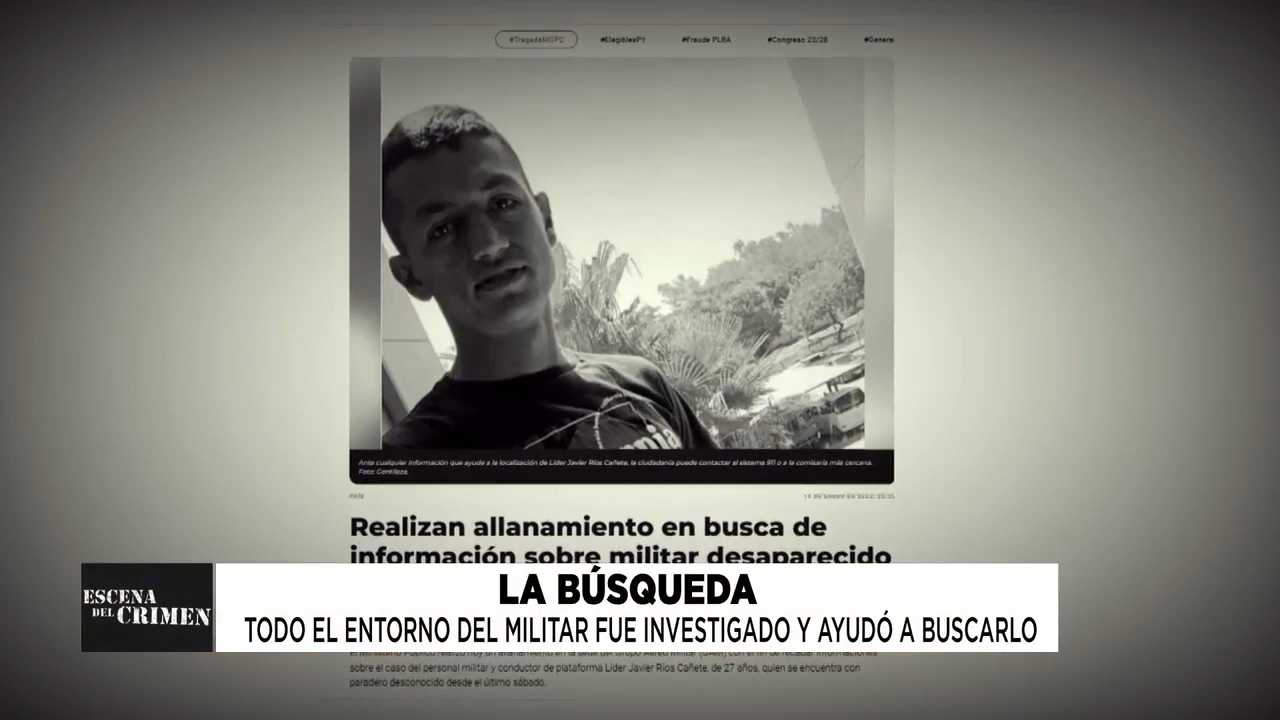 #TragadaMOPC #ElegiblesPY #Fraude PLRA #Congreso 23/28 #General
Ante cualquier información que ayude a la localización de Líder Javier Ríos Cañete, la ciudadanía puede contactar al sistema 911 o a la comisaría más cercana.
Foto: Gentileza.
PAÍS
Realizan allanamiento en busca de
información sobre militar desaparecido
ESCENA
DEL CRIMEN
LA BÚSQUEDA
TODO EL ENTORNO DEL MILITAR FUE INVESTIGADO Y AYUDÓ A BUSCARLO
sobre el caso del personal militar y conductor de plataforma Líder Javier Ríos Cañete, de 27 años, quien se encuentra con
paradero desconocido desde el último sábado.